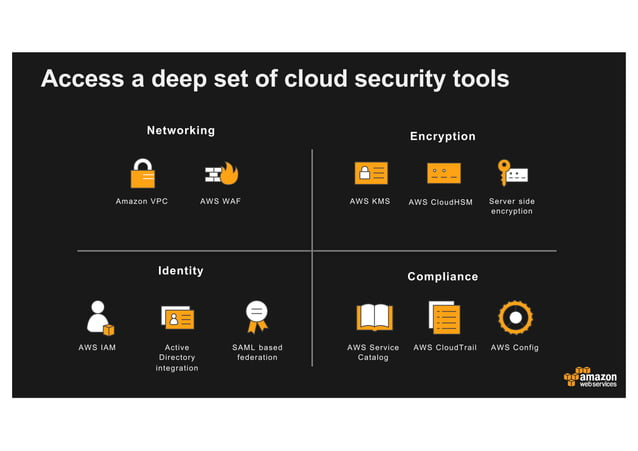 Access a deep set of cloud security tools
Networking
Amazon VPC
AWS WAF
Encryption
AWS KMS
AWS CloudHSM
Server side
encryption
Identity
AWS IAM
Active
Directory
integration
SAML based
federation
Compliance
AWS Service
Catalog
AWS CloudTrail
AWS Config
amazon
webservices